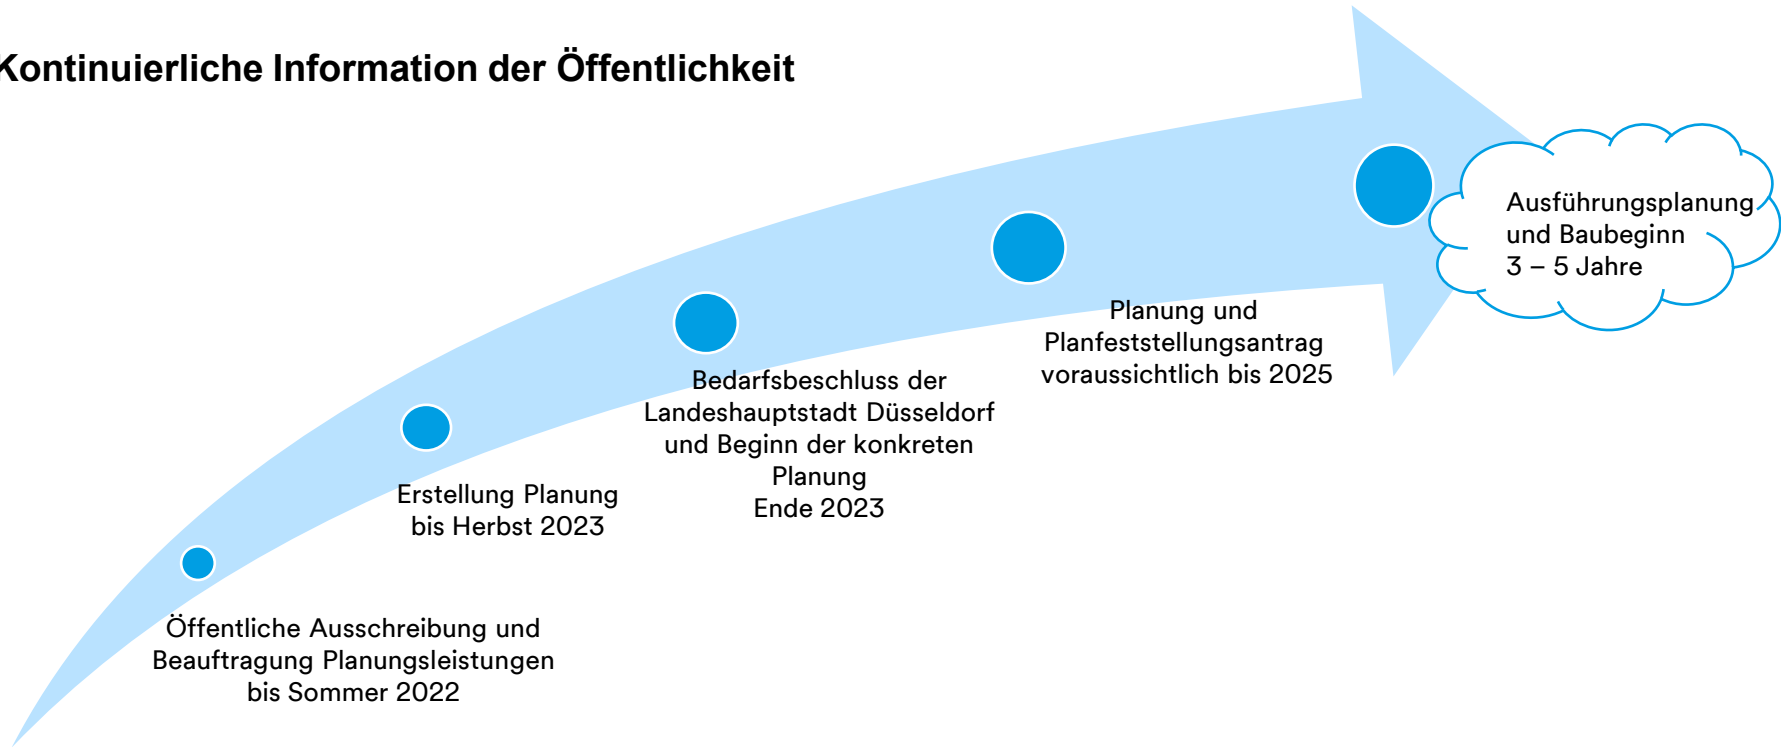 Kontinuierliche Information der Öffentlichkeit
Öffentliche Ausschreibung und
Beauftragung Planungsleistungen
bis Sommer 2022
Erstellung Planung
bis Herbst 2023
Bedarfsbeschluss der
Landeshauptstadt Düsseldorf
und Beginn der konkreten
Planung
Ende 2023
Planung und
Planfeststellungsantrag
voraussichtlich bis 2025
Ausführungsplanung
und Baubeginn
3 – 5 Jahre